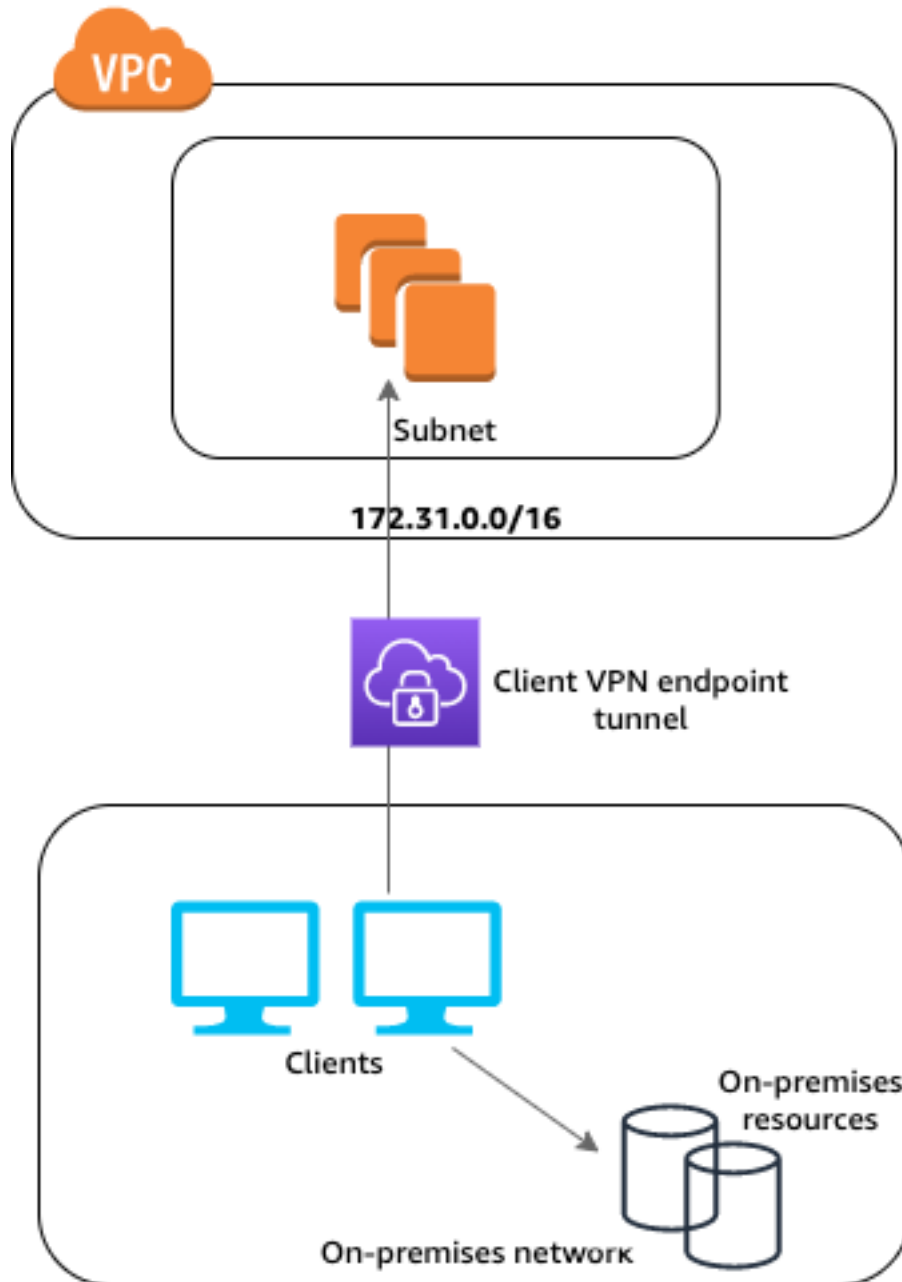 VPC
Subnet
172.31.0.0/16
Client VPN endpoint
tunnel
Clients
On-premises
resources
On-premises network